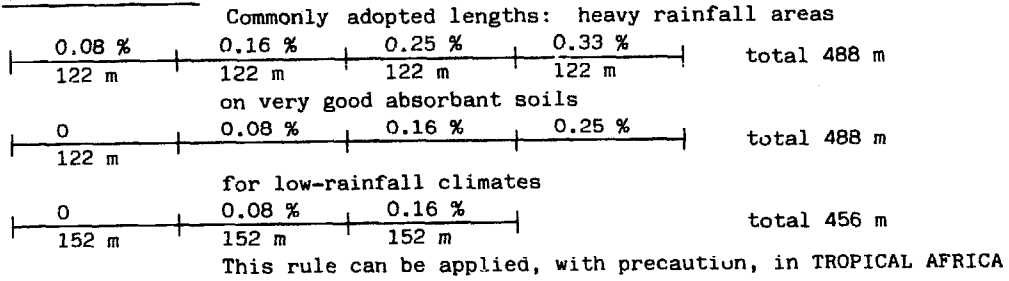 Commonly adopted lengths: heavy rainfall areas
0.08 % 0.16 % 0.25 % 0.33 %
total 488 m
122 m 122 m 122 m 122 m
on very good absorbant soils
0 0.08 % 0.16 % 0.25 %
total 488 m
122 m
for low-rainfall climates
0 0.08 % 0.16 %
total 456 m
152 m 152 m 152 m
This rule can be applied, with precaution, in TROPICAL AFRICA